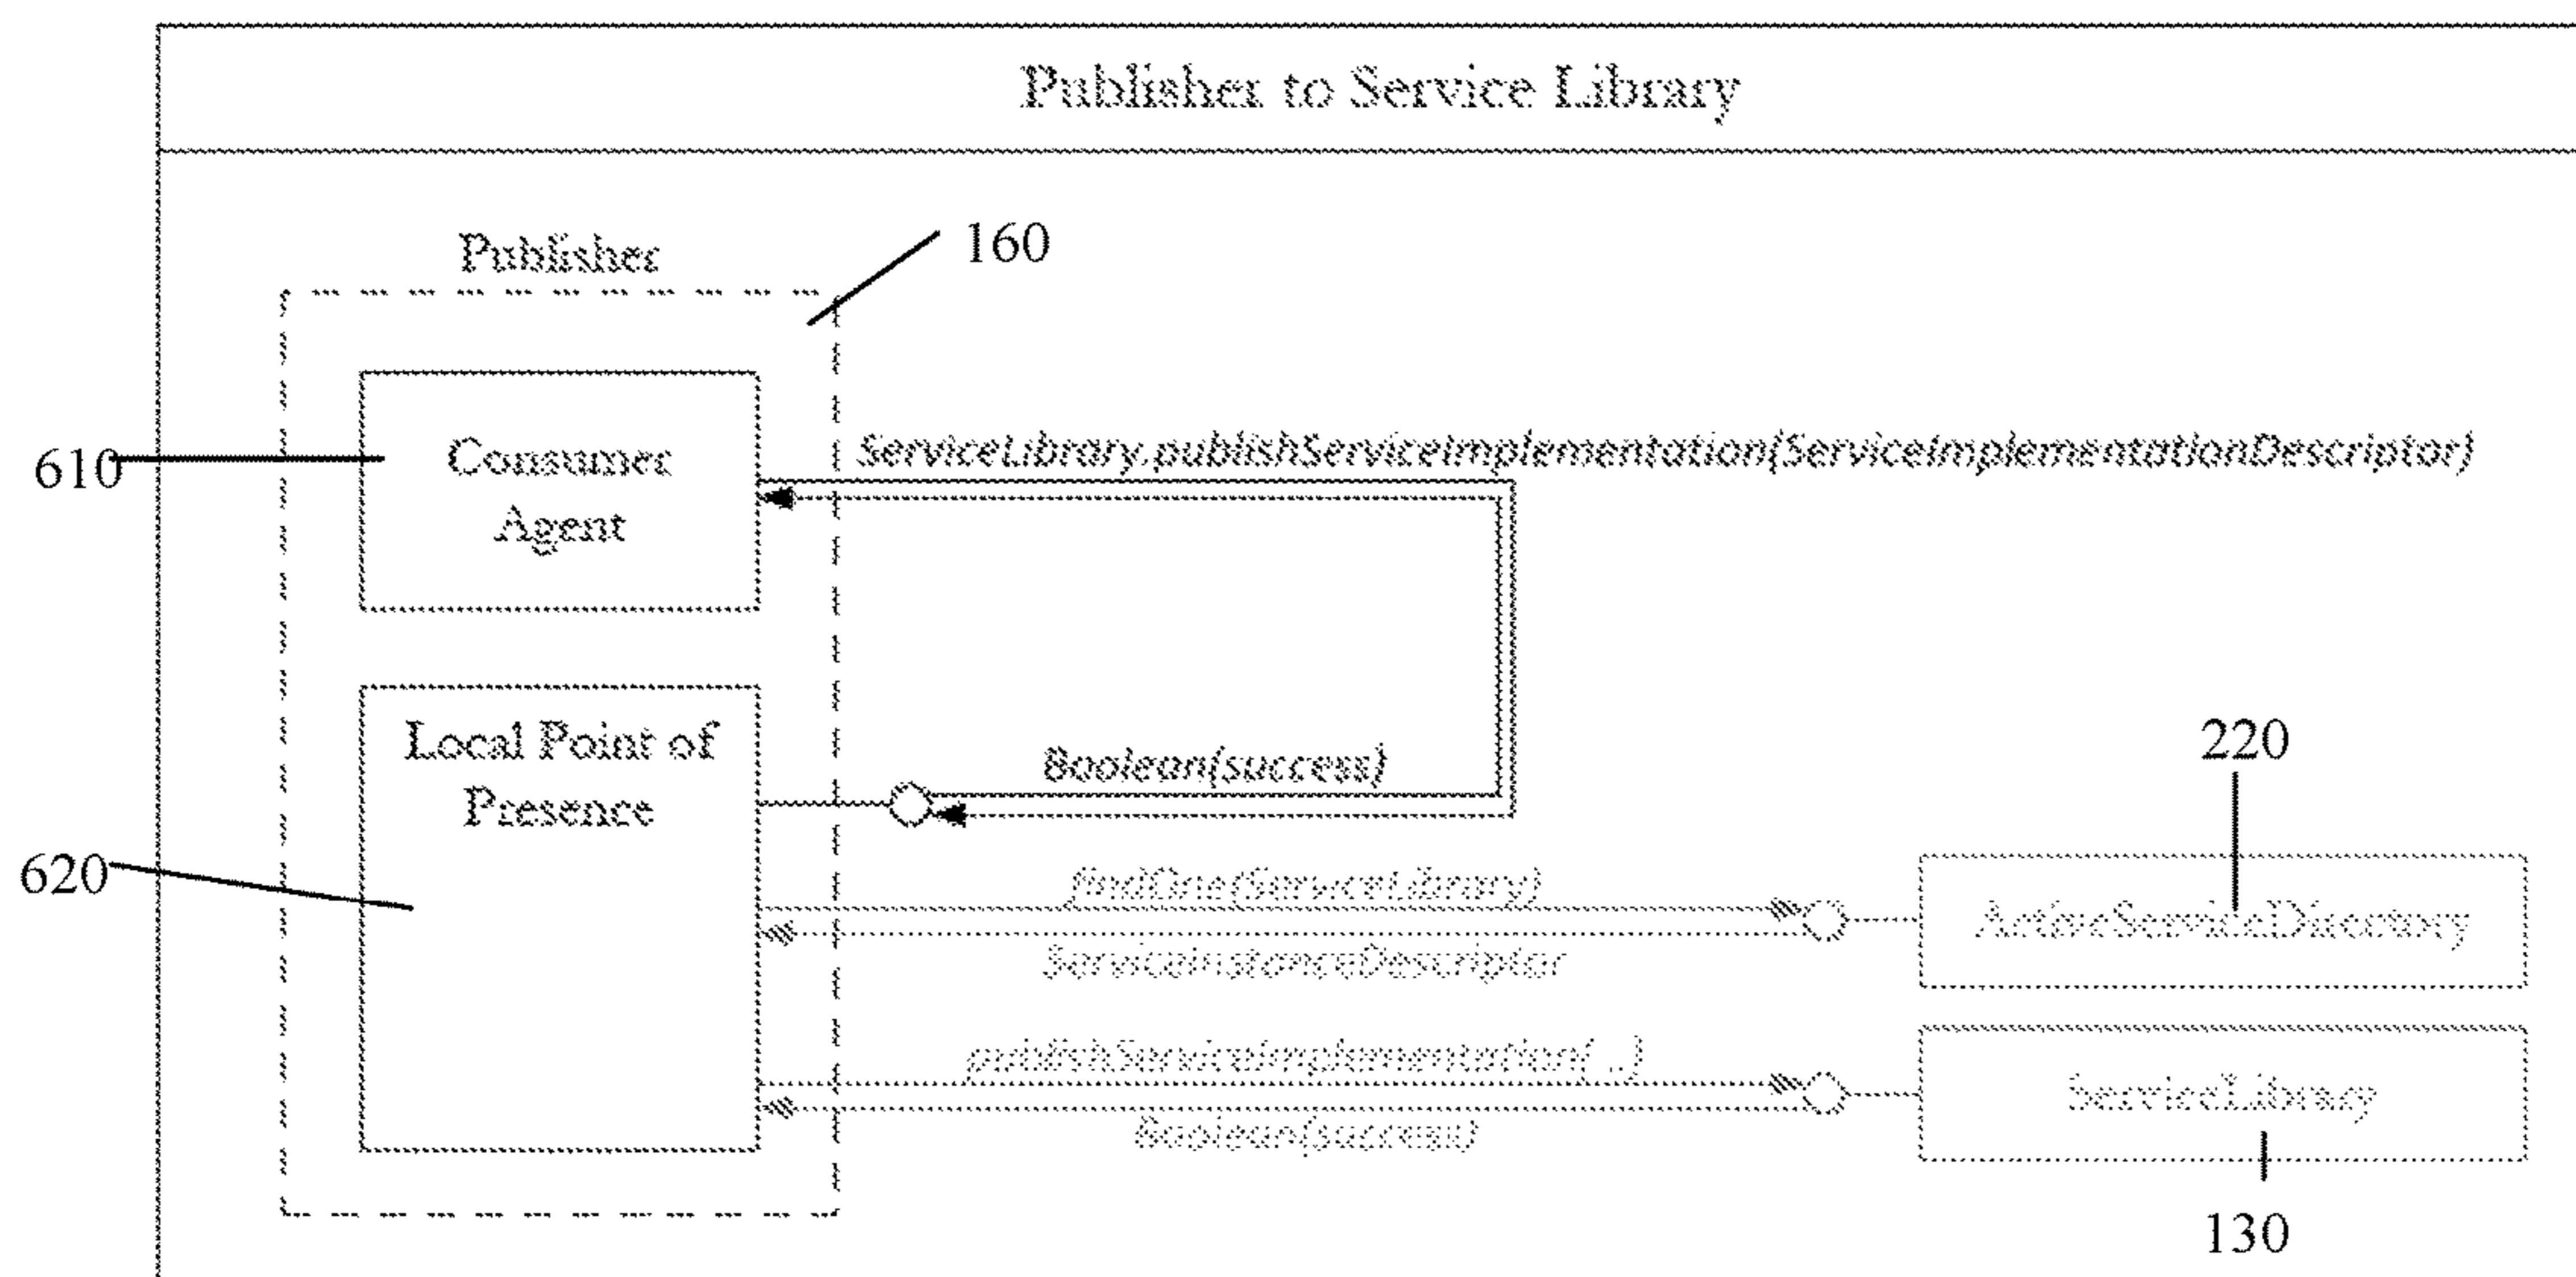 Publisher to Service Library
Publisher
160
610
Consumer
Agent
ServiceLibrary.publishServiceImplementation(ServiceImplementationDescriptor)
Local Point of
Presence
Boolean(success)
620
220
findOne(ServiceLibrary)
ActiveServiceDirectory
ServiceInstanceDescriptor
publishServiceImplementation(...)
ServiceLibrary
Boolean(success)
130